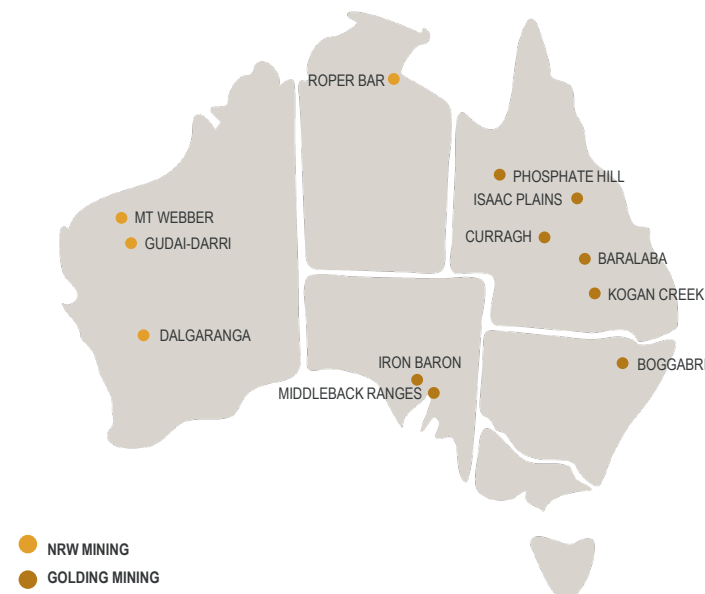 ROPER BAR
PHOSPHATE HILL
ISAAC PLAINS
MT WEBBER
CURRAGH
GUDAI-DARRI
BARALABA
KOGAN CREEK
DALGARANGA
IRON BARON
BOGGABRI
MIDDLEBACK RANGES
NRW MINING
GOLDING MINING